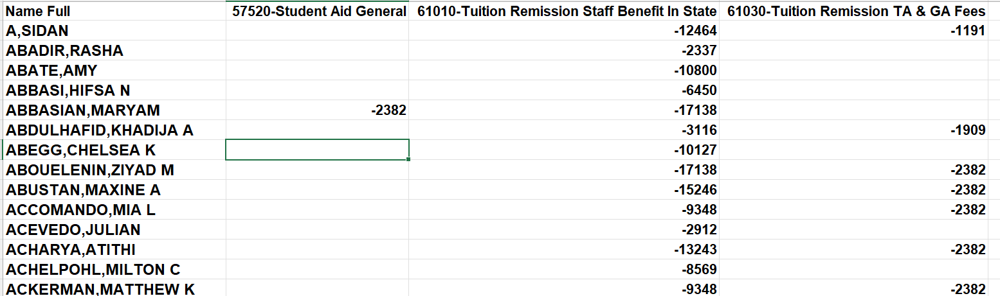 Name Full 57520-Student Aid General 61010-Tuition Remission Staff Benefit In State 61030-Tuition Remission TA & GA Fees
A,SIDAN -12464 -1191
ABADIR,RASHA -2337
ABATE,AMY -10800
ABBASI,HIFSA N -6450
ABBASIAN,MARYAM -2382 -17138
ABDULHAFID,KHADIJA A -3116 -1909
ABEGG,CHELSEA K -10127
ABOUELENIN,ZIYAD M -17138 -2382
ABUSTAN,MAXINE A -15246 -2382
ACCOMANDO,MIA L -9348 -2382
ACEVEDO,JULIAN -2912
ACHARYA,ATITHI -13243 -2382
ACHELPOHL,MILTON C -8569
ACKERMAN,MATTHEW K -9348 -2382